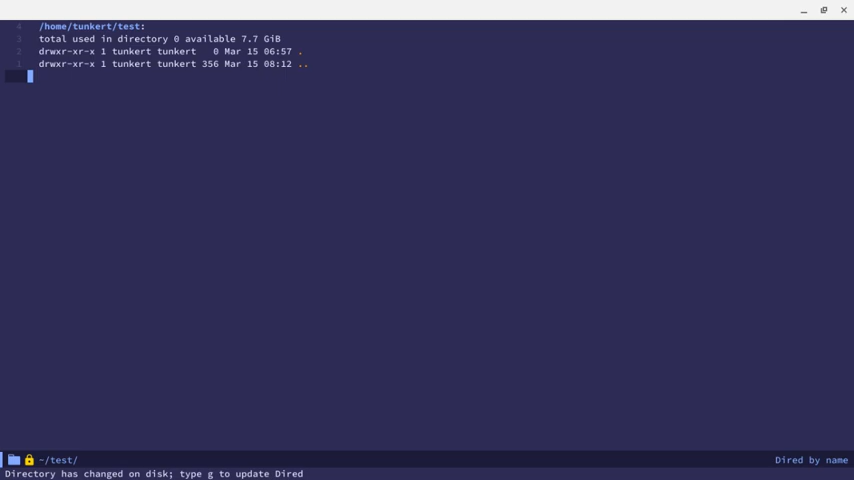 4 /home/tunkert/test:
3 total used in directory 0 available 7.7 GiB
2 drwxr-xr-x 1 tunkert tunkert   0 Mar 15 06:57 .
1 drwxr-xr-x 1 tunkert tunkert 356 Mar 15 08:12 ..
~/test/ Dired by name
Directory has changed on disk; type g to update Dired